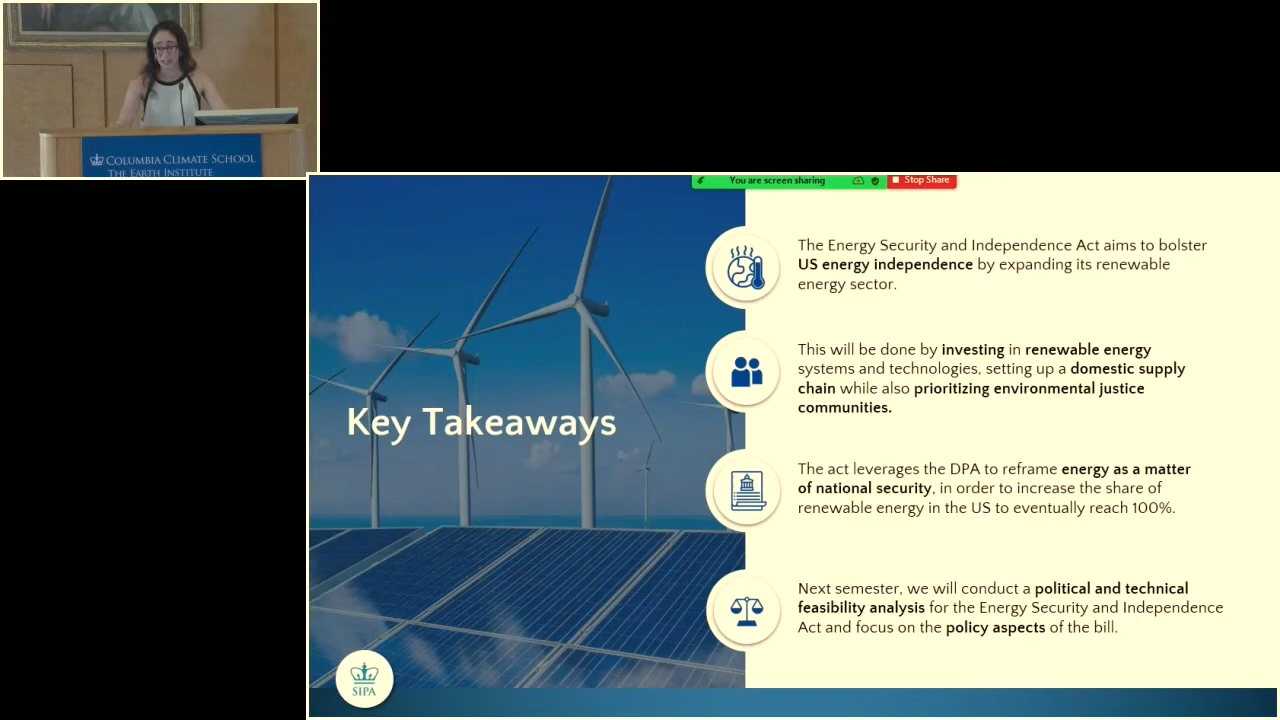 COLUMBIA CLIMATE SCHOOL
THE EARTH INSTITUTE
You are screen sharing
Stop Share
Key Takeaways
The Energy Security and Independence Act aims to bolster
US energy independence by expanding its renewable
energy sector.
This will be done by investing in renewable energy
systems and technologies, setting up a domestic supply
chain while also prioritizing environmental justice
communities.
The act leverages the DPA to reframe energy as a matter
of national security, in order to increase the share of
renewable energy in the US to eventually reach 100%.
Next semester, we will conduct a political and technical
feasibility analysis for the Energy Security and Independence
Act and focus on the policy aspects of the bill.
SIPA